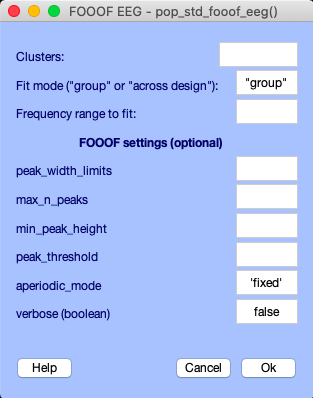 FOOOF EEG - pop_std_fooof_eeg()
Clusters:
Fit mode ("group" or "across design"): "group"
Frequency range to fit:
FOOOF settings (optional)
peak_width_limits
max_n_peaks
min_peak_height
peak_threshold
aperiodic_mode 'fixed'
verbose (boolean) false
Help Cancel Ok